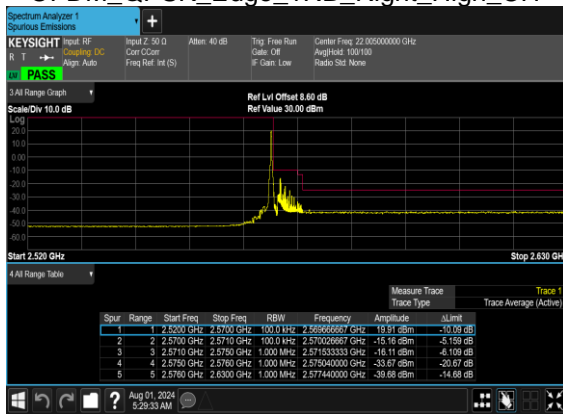 Spectrum Analyzer 1
Spurious Emissions
+
KEYSIGHT Input: RF Input Z: 50 Ω Atten: 40 dB Trig: Free Run Center Freq: 22.005000000 GHz
R T Coupling: DC Corr CCorr Gate: Off Avg|Hold: 100/100
Align: Auto Freq Ref: Int (S) IF Gain: Low Radio Std: None
PASS
3 All Range Graph
Ref Lvl Offset 8.60 dB
Scale/Div 10.0 dB Ref Value 30.00 dBm
Log
20.0
10.0
0.00
-10.0
-20.0
-30.0
-40.0
-50.0
-60.0
Start 2.520 GHz Stop 2.630 GH
4 All Range Table
Measure Trace Trace 1
Trace Type Trace Average (Active)
Spur Range Start Freq Stop Freq RBW Frequency Amplitude ΔLimit
1 1 2.5200 GHz 2.5700 GHz 100.0 kHz 2.569666667 GHz 19.91 dBm -10.09 dB
2 2 2.5700 GHz 2.5710 GHz 100.0 kHz 2.570026667 GHz -15.16 dBm -5.159 dB
3 3 2.5710 GHz 2.5750 GHz 1.000 MHz 2.571533333 GHz -16.11 dBm -6.109 dB
4 4 2.5750 GHz 2.5760 GHz 1.000 MHz 2.575040000 GHz -33.67 dBm -20.67 dB
5 5 2.5760 GHz 2.6300 GHz 1.000 MHz 2.577440000 GHz -39.68 dBm -14.68 dB
? Aug 01, 2024
5:29:33